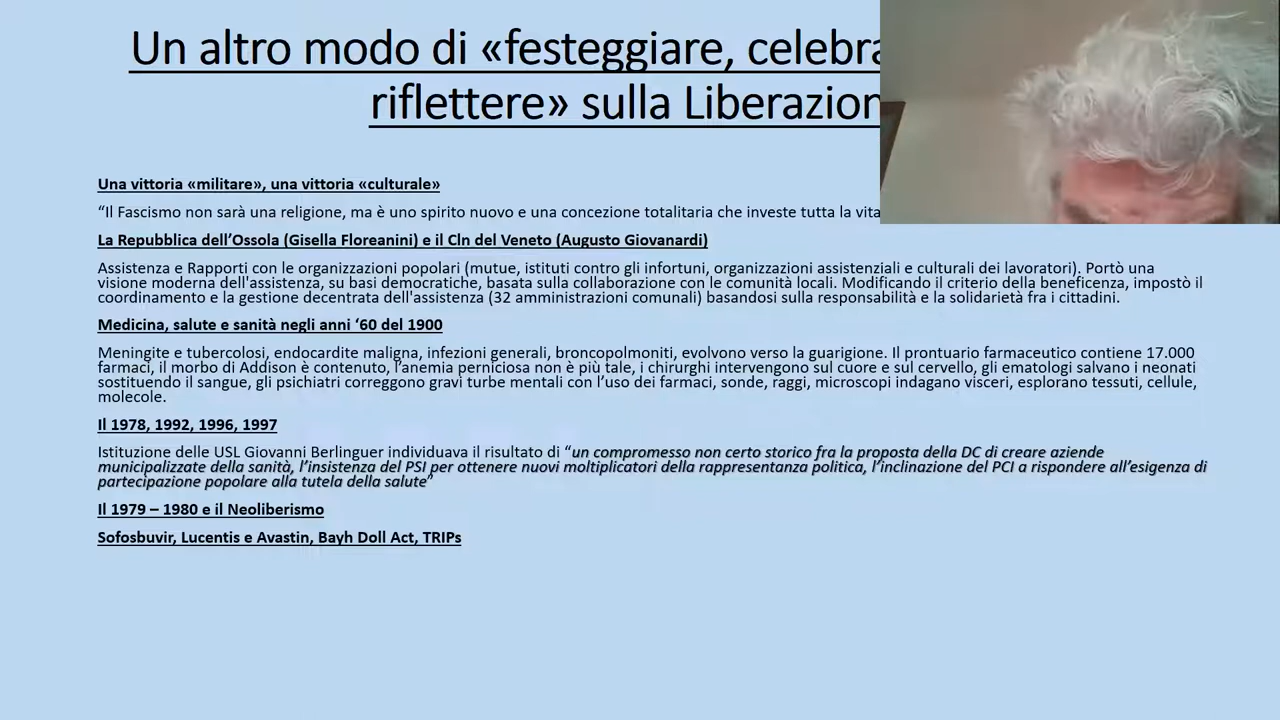 Un altro modo di «festeggiare, celebra
riflettere» sulla Liberazion
Una vittoria «militare», una vittoria «culturale»
“Il Fascismo non sarà una religione, ma è uno spirito nuovo e una concezione totalitaria che investe tutta la vita
La Repubblica dell’Ossola (Gisella Floreanini) e il Cln del Veneto (Augusto Giovanardi)
Assistenza e Rapporti con le organizzazioni popolari (mutue, istituti contro gli infortuni, organizzazioni assistenziali e culturali dei lavoratori). Portò una
visione moderna dell'assistenza, su basi democratiche, basata sulla collaborazione con le comunità locali. Modificando il criterio della beneficenza, impostò il
coordinamento e la gestione decentrata dell'assistenza (32 amministrazioni comunali) basandosi sulla responsabilità e la solidarietà fra i cittadini.
Medicina, salute e sanità negli anni ‘60 del 1900
Meningite e tubercolosi, endocardite maligna, infezioni generali, broncopolmoniti, evolvono verso la guarigione. Il prontuario farmaceutico contiene 17.000
farmaci, il morbo di Addison è contenuto, l’anemia perniciosa non è più tale, i chirurghi intervengono sul cuore e sul cervello, gli ematologi salvano i neonati
sostituendo il sangue, gli psichiatri correggono gravi turbe mentali con l’uso dei farmaci, sonde, raggi, microscopi indagano visceri, esplorano tessuti, cellule,
molecole.
Il 1978, 1992, 1996, 1997
Istituzione delle USL Giovanni Berlinguer individuava il risultato di “un compromesso non certo storico fra la proposta della DC di creare aziende
municipalizzate della sanità, l’insistenza del PSI per ottenere nuovi moltiplicatori della rappresentanza politica, l’inclinazione del PCI a rispondere all’esigenza di
partecipazione popolare alla tutela della salute”
Il 1979 – 1980 e il Neoliberismo
Sofosbuvir, Lucentis e Avastin, Bayh Doll Act, TRIPs